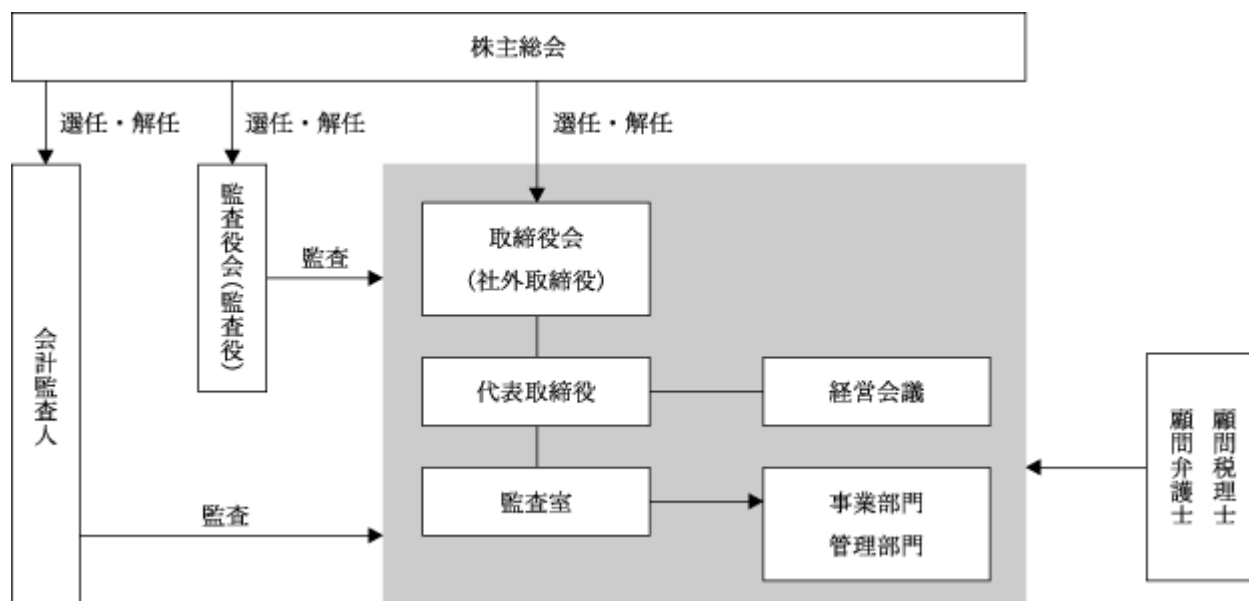 株主総会
選任・解任
選任・解任
選任・解任
監査役会(監査役)
監査
取締役会
(社外取締役)
会計監査人
代表取締役
経営会議
顧問税理士
顧問弁護士
監査室
監査
事業部門
管理部門